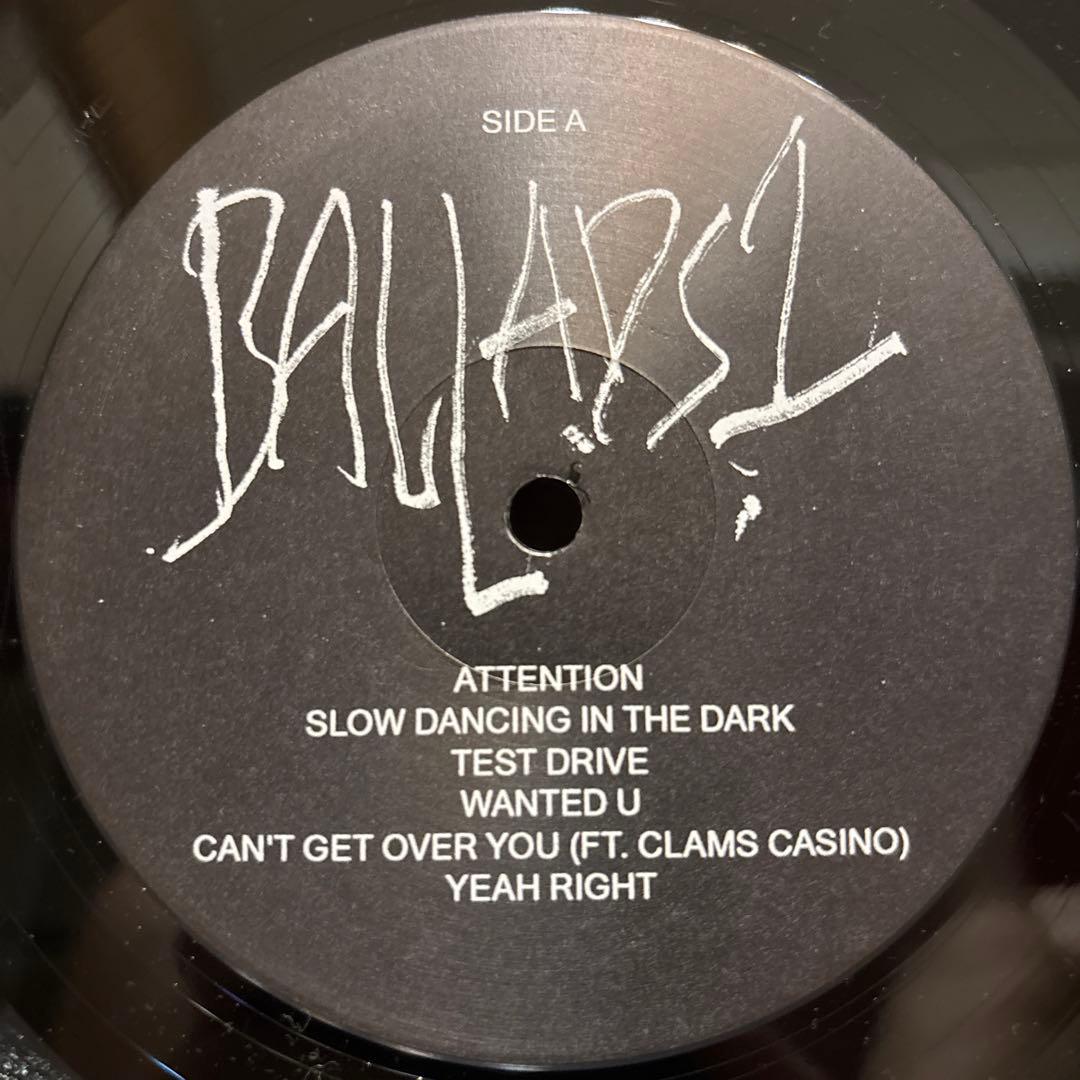 SIDE A
BALLADS 1
ATTENTION
SLOW DANCING IN THE DARK
TEST DRIVE
WANTED U
CAN'T GET OVER YOU (FT. CLAMS CASINO)
YEAH RIGHT